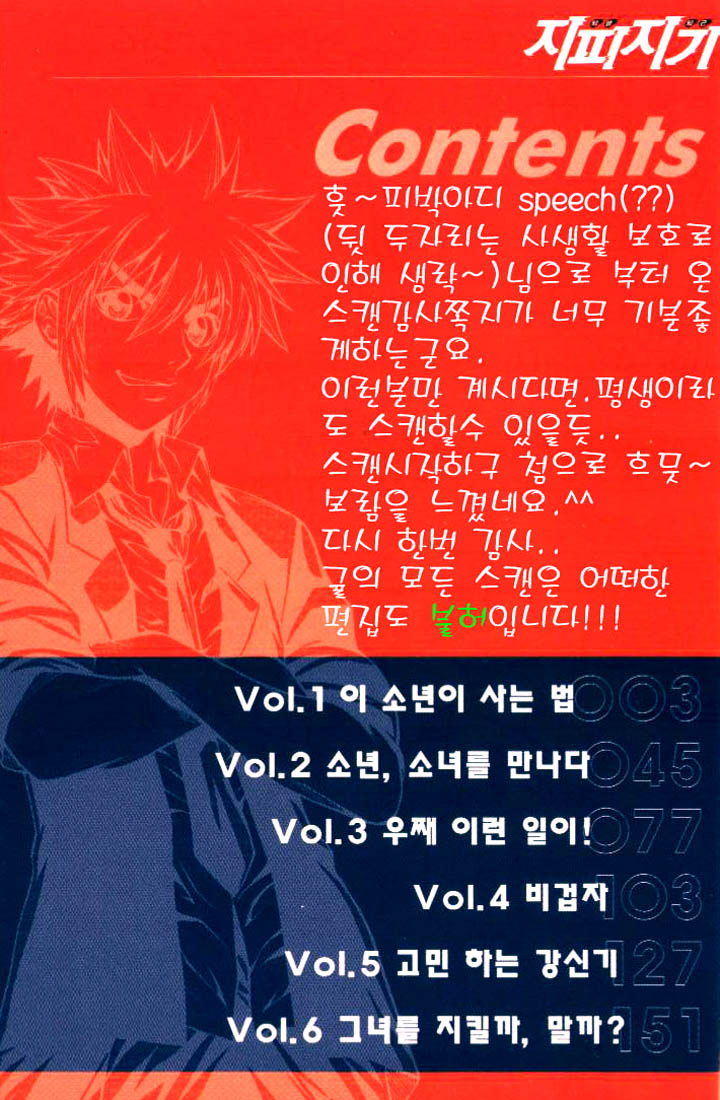 지피지기
Contents
훗~피박아디 speech(??)
(뒷 두자리는 사생활 보호로
인해 생략~)님으로 부터 온
스캔감사쪽지가 너무 기분좋
게하는군요.
이런분만 계시다면.평생이라
도 스캔할수 있을듯..
스캔시작하구 첨으로 흐뭇~
보람을 느꼈네요.^^
다시 한번 감사..
글의 모든 스캔은 어떠한
편집도 불허입니다!!!
Vol.1 이 소년이 사는 법 003
Vol.2 소년, 소녀를 만나다 045
Vol.3 우째 이런 일이! 077
Vol.4 비겁자 103
Vol.5 고민 하는 강신기 127
Vol.6 그녀를 지킬까, 말까? 151